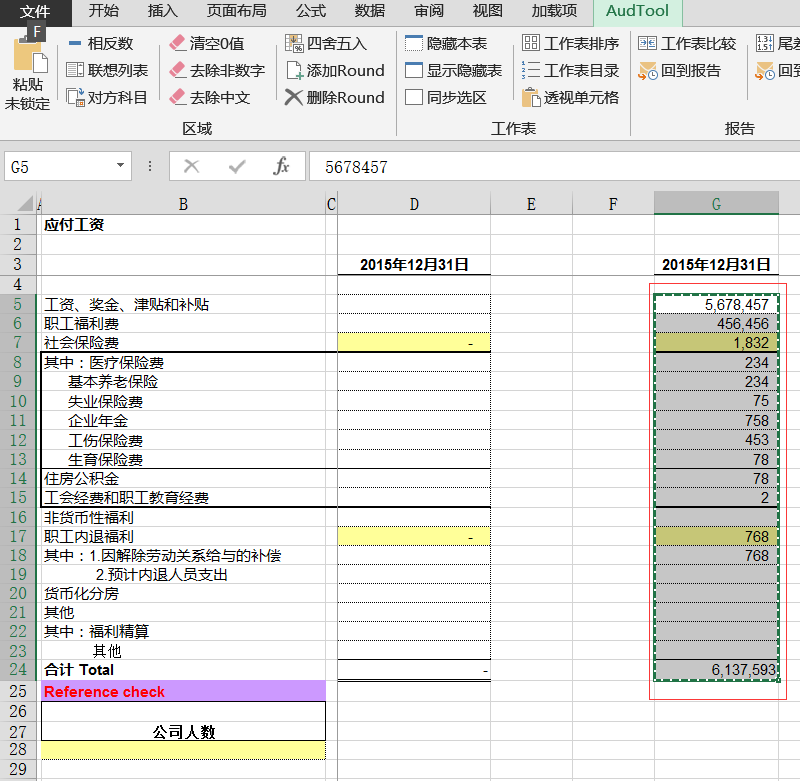 文件 开始 插入 页面布局 公式 数据 审阅 视图 加载项 AudTool
F
粘贴
未锁定
相反数 清空0值 四舍五入 隐藏本表 工作表排序 工作表比较
联想列表 去除非数字 添加Round 显示隐藏表 工作表目录 回到报告
对方科目 去除中文 删除Round 同步选区 透视单元格
区域 工作表 报告
G5 fx 5678457
A B C D E F G
1 应付工资
2
3 2015年12月31日 2015年12月31日
4
5 工资、奖金、津贴和补贴 5,678,457
6 职工福利费 456,456
7 社会保险费 - 1,832
8 其中：医疗保险费 234
9 基本养老保险 234
10 失业保险费 75
11 企业年金 758
12 工伤保险费 453
13 生育保险费 78
14 住房公积金 78
15 工会经费和职工教育经费 2
16 非货币性福利
17 职工内退福利 - 768
18 其中：1.因解除劳动关系给与的补偿 768
19 2.预计内退人员支出
20 货币化分房
21 其他
22 其中：福利精算
23 其他
24 合计 Total - 6,137,593
25 Reference check
26
27 公司人数
28
29